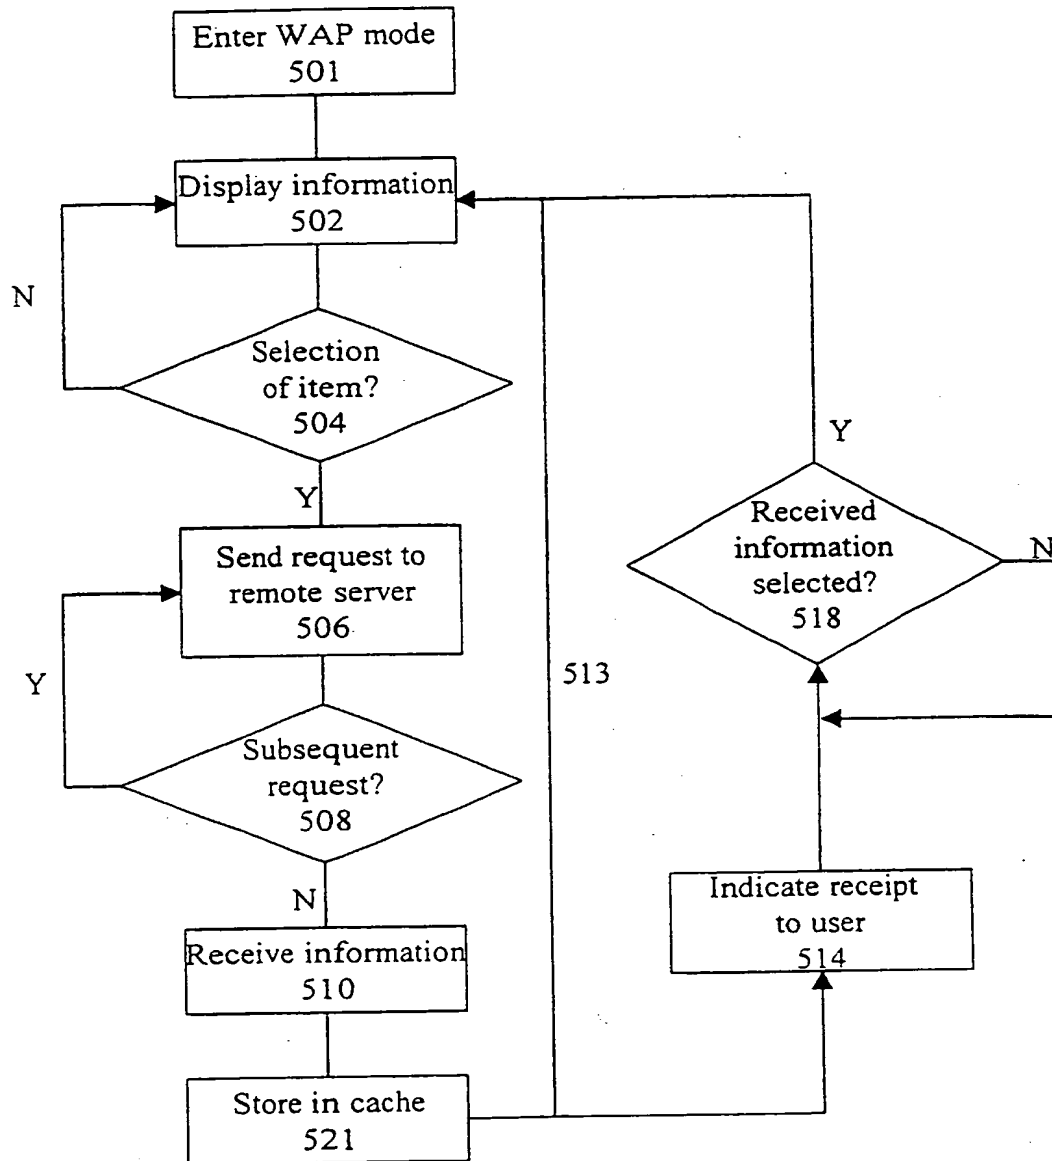 Enter WAP mode
501
Display information
502
N
Selection
of item?
504
Y
Send request to
remote server
506
Y
Subsequent
request?
508
N
Receive information
510
Store in cache
521
513
Y
Received
information
selected?
518
N
Indicate receipt
to user
514